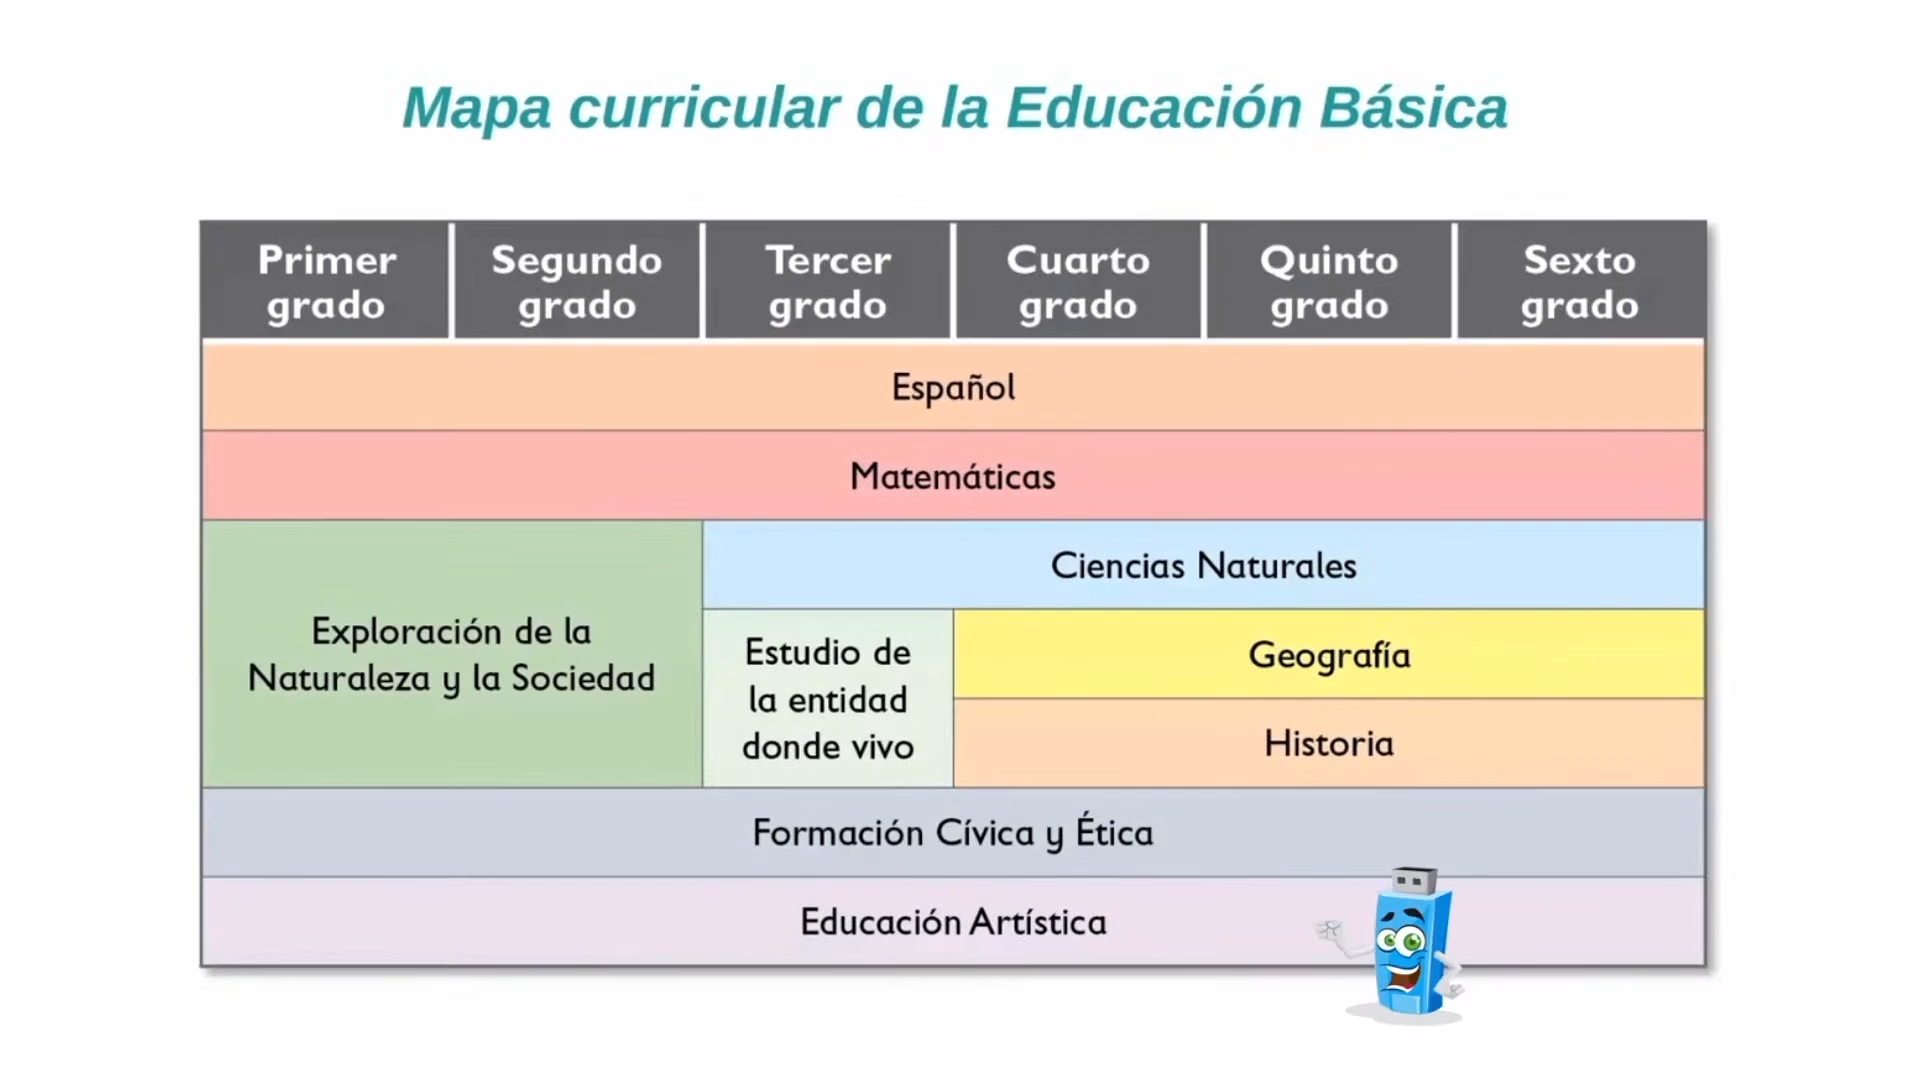 Mapa curricular de la Educación Básica
Primer grado
Segundo grado
Tercer grado
Cuarto grado
Quinto grado
Sexto grado
Español
Matemáticas
Exploración de la
Naturaleza y la Sociedad
Ciencias Naturales
Estudio de
la entidad
donde vivo
Geografía
Historia
Formación Cívica y Ética
Educación Artística